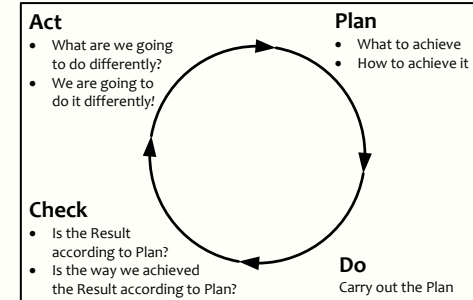 Act
• What are we going
to do differently?
• We are going to
do it differently!
Plan
• What to achieve
• How to achieve it
Check
• Is the Result
according to Plan?
• Is the way we achieved
the Result according to Plan?
Do
Carry out the Plan